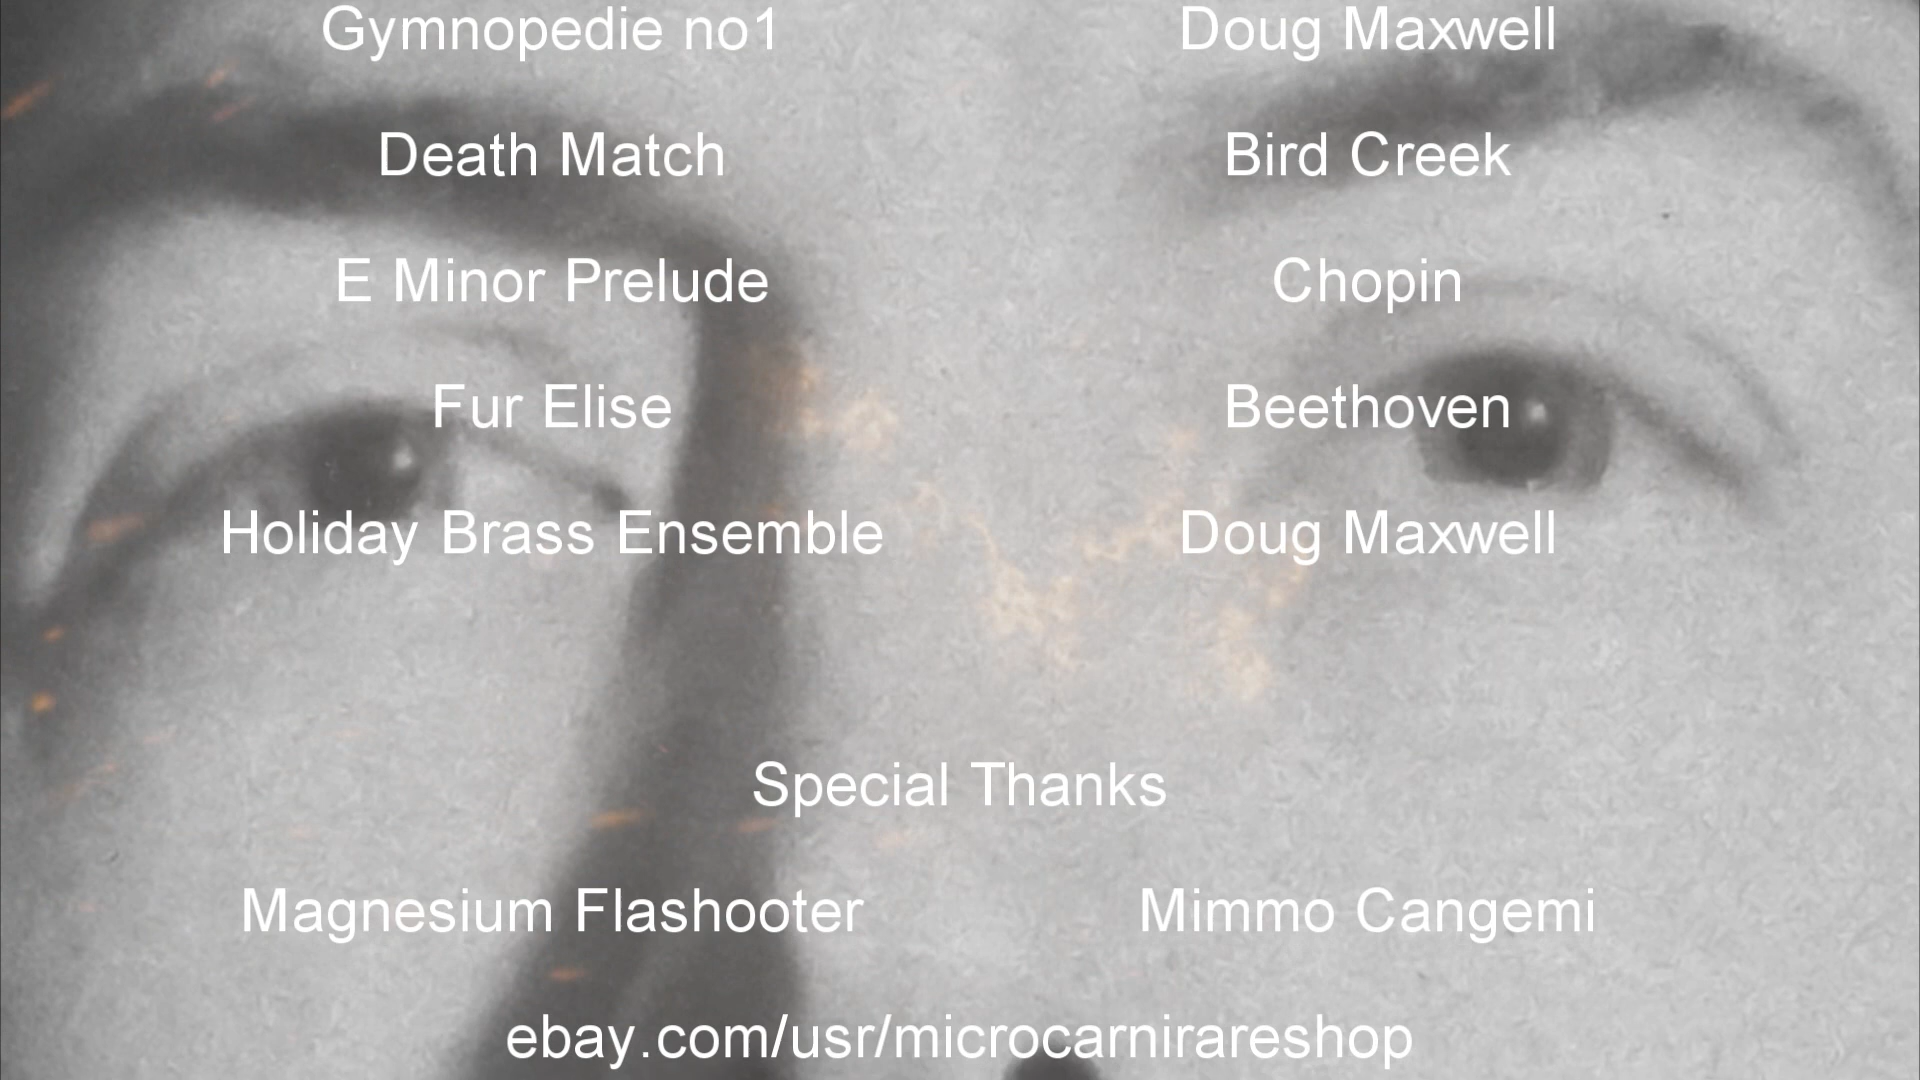 Gymnopedie no1 Doug Maxwell
Death Match Bird Creek
E Minor Prelude Chopin
Fur Elise Beethoven
Holiday Brass Ensemble Doug Maxwell
Special Thanks
Magnesium Flashooter Mimmo Cangemi
ebay.com/usr/microcarnirareshop